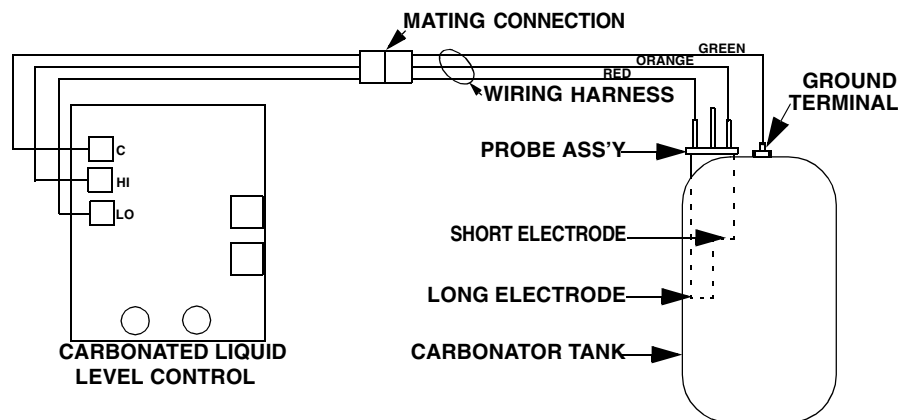 MATING CONNECTION
GREEN
ORANGE
RED
WIRING HARNESS
GROUND
TERMINAL
C
HI
LO
PROBE ASS'Y
SHORT ELECTRODE
LONG ELECTRODE
CARBONATOR TANK
CARBONATED LIQUID
LEVEL CONTROL